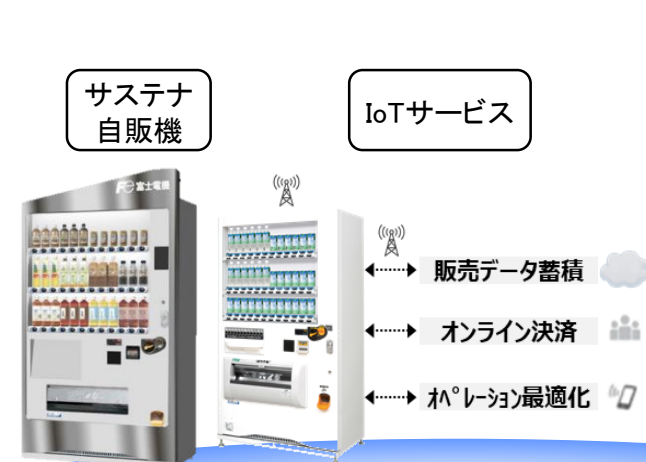 サステナ
自販機
IoTサービス
富士電機
販売データ蓄積
オンライン決済
ｵﾍﾟﾚｰｼｮﾝ最適化